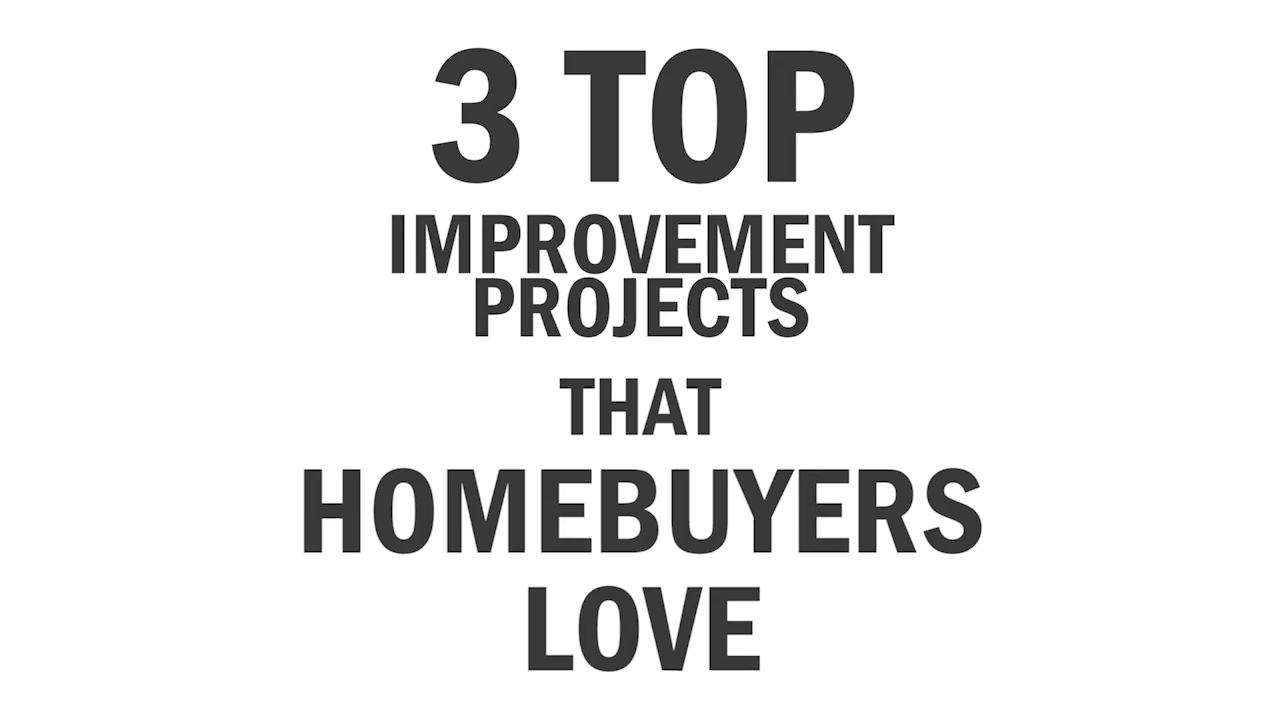 3 TOP
IMPROVEMENT
PROJECTS
THAT
HOMEBUYERS
LOVE